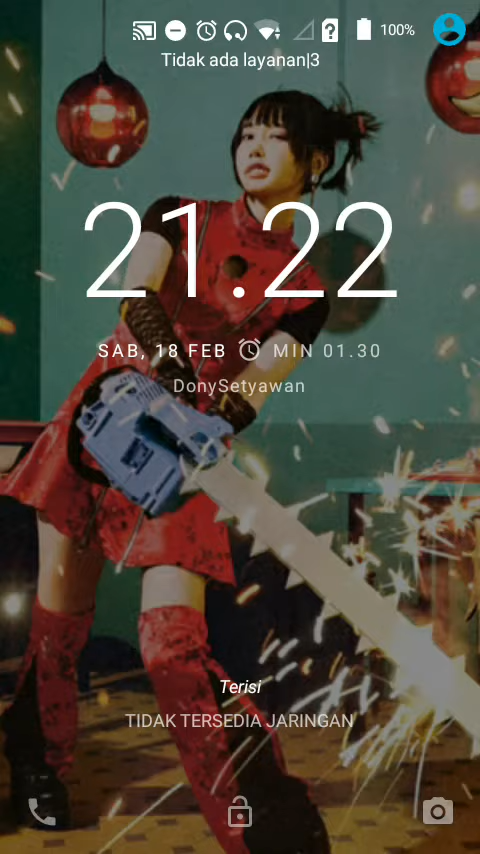 100%
Tidak ada layanan|3
21.22
SAB, 18 FEB MIN 01.30
DonySetyawan
Terisi
TIDAK TERSEDIA JARINGAN